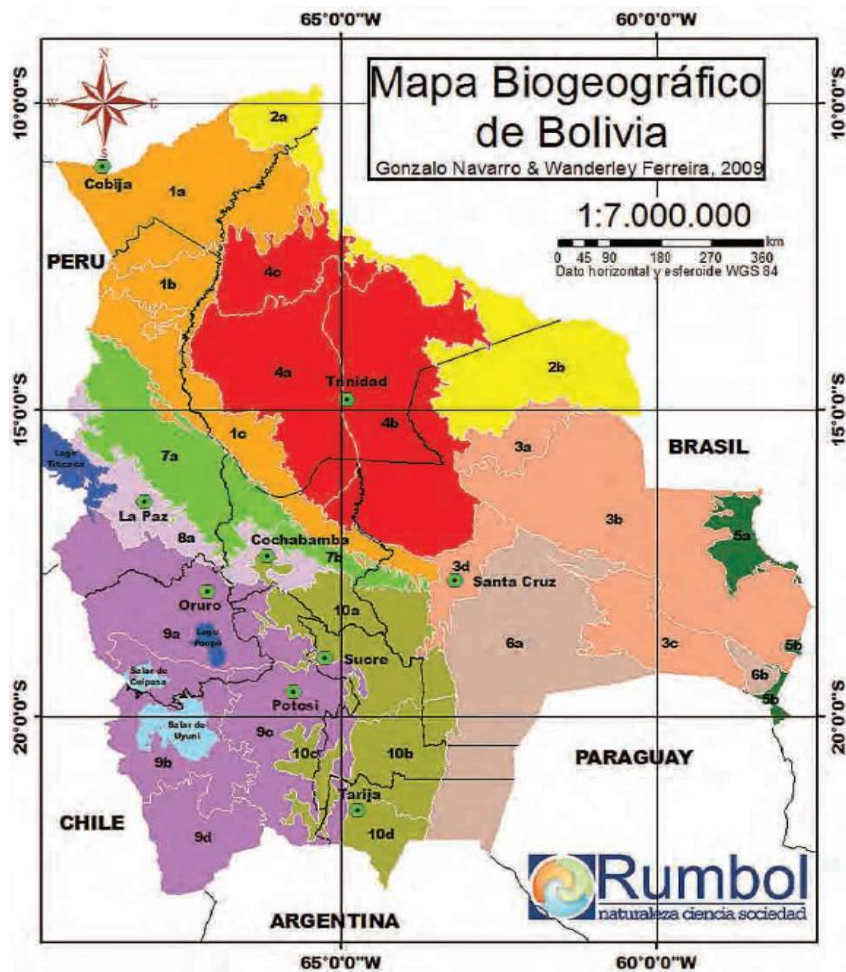 65°0'0"W 60°0'0"W
Mapa Biogeográfico
de Bolivia
Gonzalo Navarro & Wanderley Ferreira, 2009
1:7.000.000
km
0 45 90 180 270 360
Dato horizontal y esferoide WGS 84
N
W E
S
10°0'0"S 10°0'0"S
2a
Cobija
1a
PERU
4c
1b
4a
Trinidad
2b
15°0'0"S 15°0'0"S
4b
1c
3a
BRASIL
Lago
Titicaca
7a
La Paz
3b
5a
8a
Cochabamba
7b
3d
Santa Cruz
Oruro
10a
9a
Lago
Poopó
6a
3c
5b
Sucre
Salar de
Coipasa
6b
Potosi
5b
20°0'0"S 20°0'0"S
Salar de
Uyuni
9c
10c
10b
9b
PARAGUAY
Tarija
CHILE
9d
10d
Rumbol
naturaleza ciencia sociedad
ARGENTINA
65°0'0"W 60°0'0"W